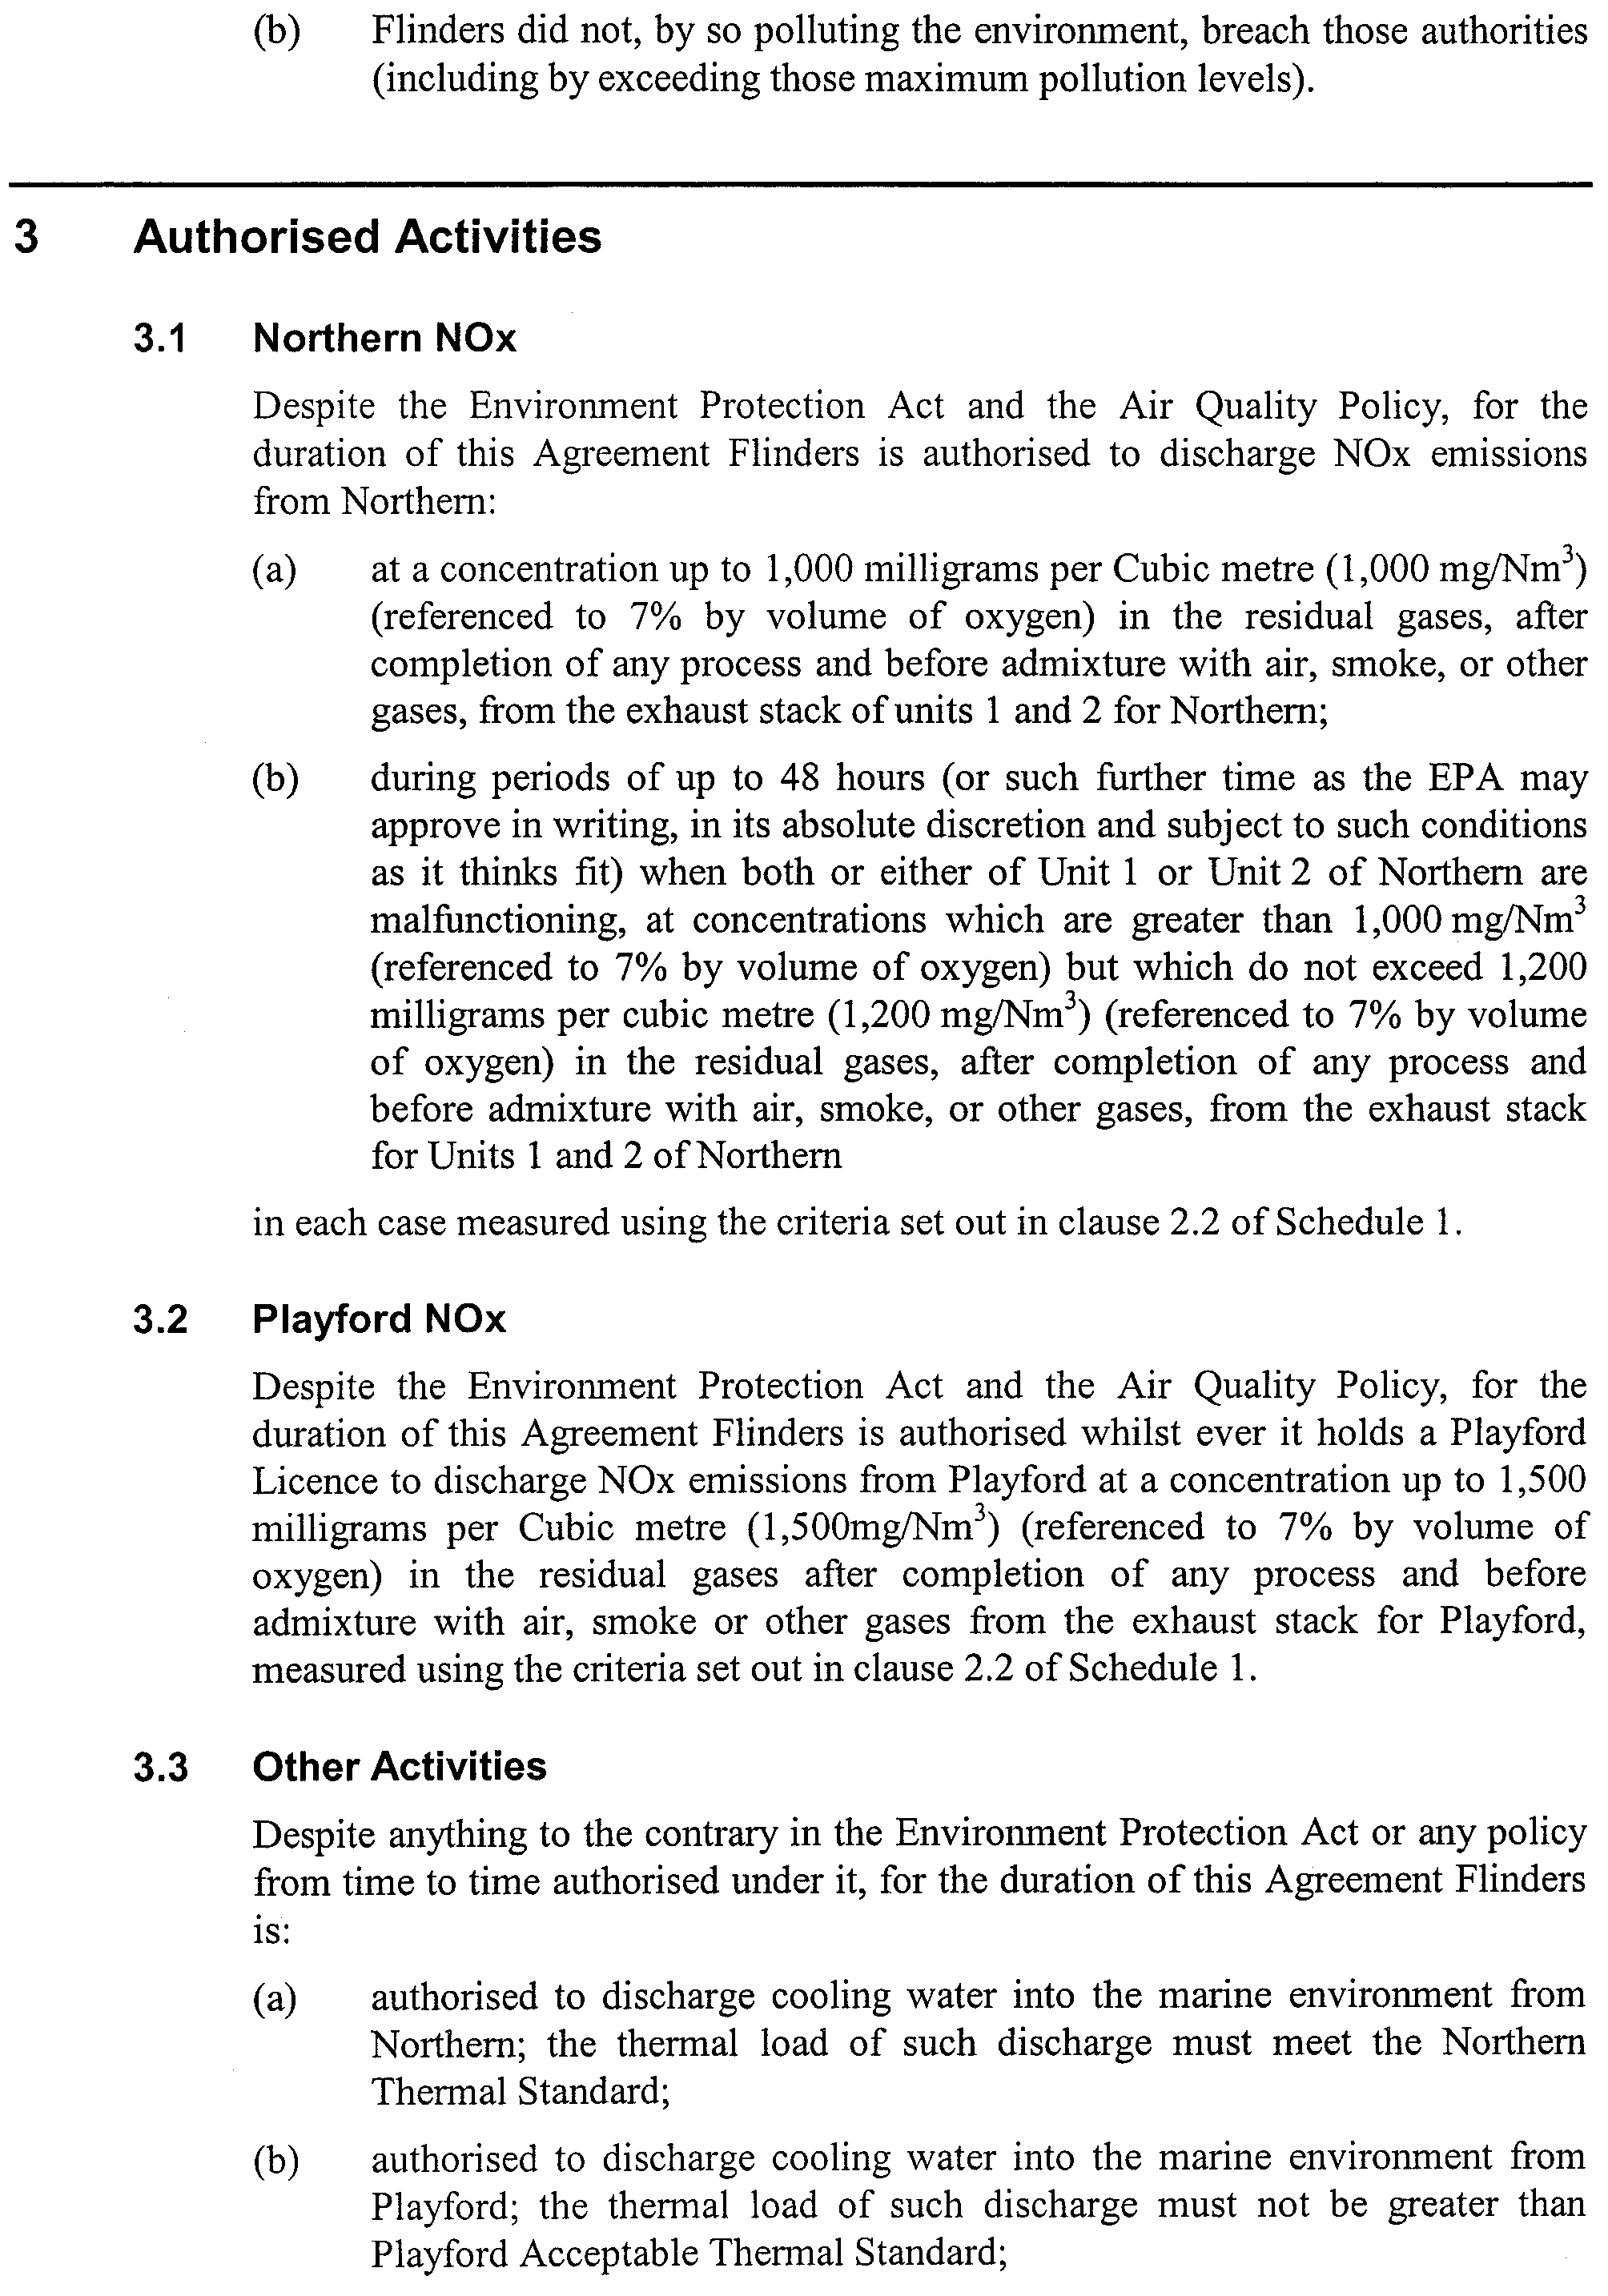 (b) Flinders did not, by so polluting the environment, breach those authorities
(including by exceeding those maximum pollution levels).
3 Authorised Activities
3.1 Northern NOx
Despite the Environment Protection Act and the Air Quality Policy, for the
duration of this Agreement Flinders is authorised to discharge NOx emissions
from Northern:
(a) at a concentration up to 1,000 milligrams per Cubic metre (1,000 mg/Nm³)
(referenced to 7% by volume of oxygen) in the residual gases, after
completion of any process and before admixture with air, smoke, or other
gases, from the exhaust stack of units 1 and 2 for Northern;
(b) during periods of up to 48 hours (or such further time as the EPA may
approve in writing, in its absolute discretion and subject to such conditions
as it thinks fit) when both or either of Unit 1 or Unit 2 of Northern are
malfunctioning, at concentrations which are greater than 1,000 mg/Nm³
(referenced to 7% by volume of oxygen) but which do not exceed 1,200
milligrams per cubic metre (1,200 mg/Nm³) (referenced to 7% by volume
of oxygen) in the residual gases, after completion of any process and
before admixture with air, smoke, or other gases, from the exhaust stack
for Units 1 and 2 of Northern
in each case measured using the criteria set out in clause 2.2 of Schedule 1.
3.2 Playford NOx
Despite the Environment Protection Act and the Air Quality Policy, for the
duration of this Agreement Flinders is authorised whilst ever it holds a Playford
Licence to discharge NOx emissions from Playford at a concentration up to 1,500
milligrams per Cubic metre (1,500mg/Nm³) (referenced to 7% by volume of
oxygen) in the residual gases after completion of any process and before
admixture with air, smoke or other gases from the exhaust stack for Playford,
measured using the criteria set out in clause 2.2 of Schedule 1.
3.3 Other Activities
Despite anything to the contrary in the Environment Protection Act or any policy
from time to time authorised under it, for the duration of this Agreement Flinders
is:
(a) authorised to discharge cooling water into the marine environment from
Northern; the thermal load of such discharge must meet the Northern
Thermal Standard;
(b) authorised to discharge cooling water into the marine environment from
Playford; the thermal load of such discharge must not be greater than
Playford Acceptable Thermal Standard;